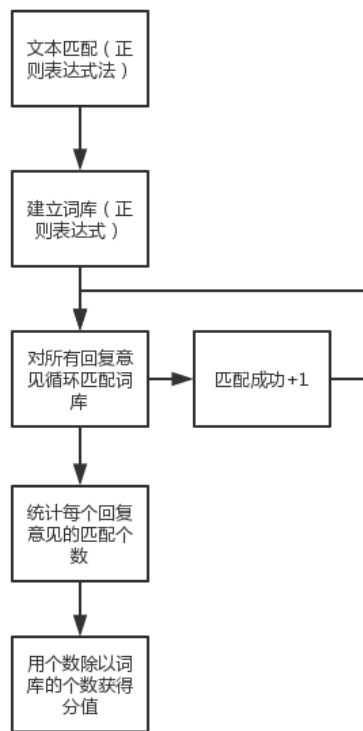 文本匹配（正
则表达式法）
建立词库（正
则表达式）
对所有回复意
见循环匹配词
库
匹配成功+1
统计每个回复
意见的匹配个
数
用个数除以词
库的个数获得
分值